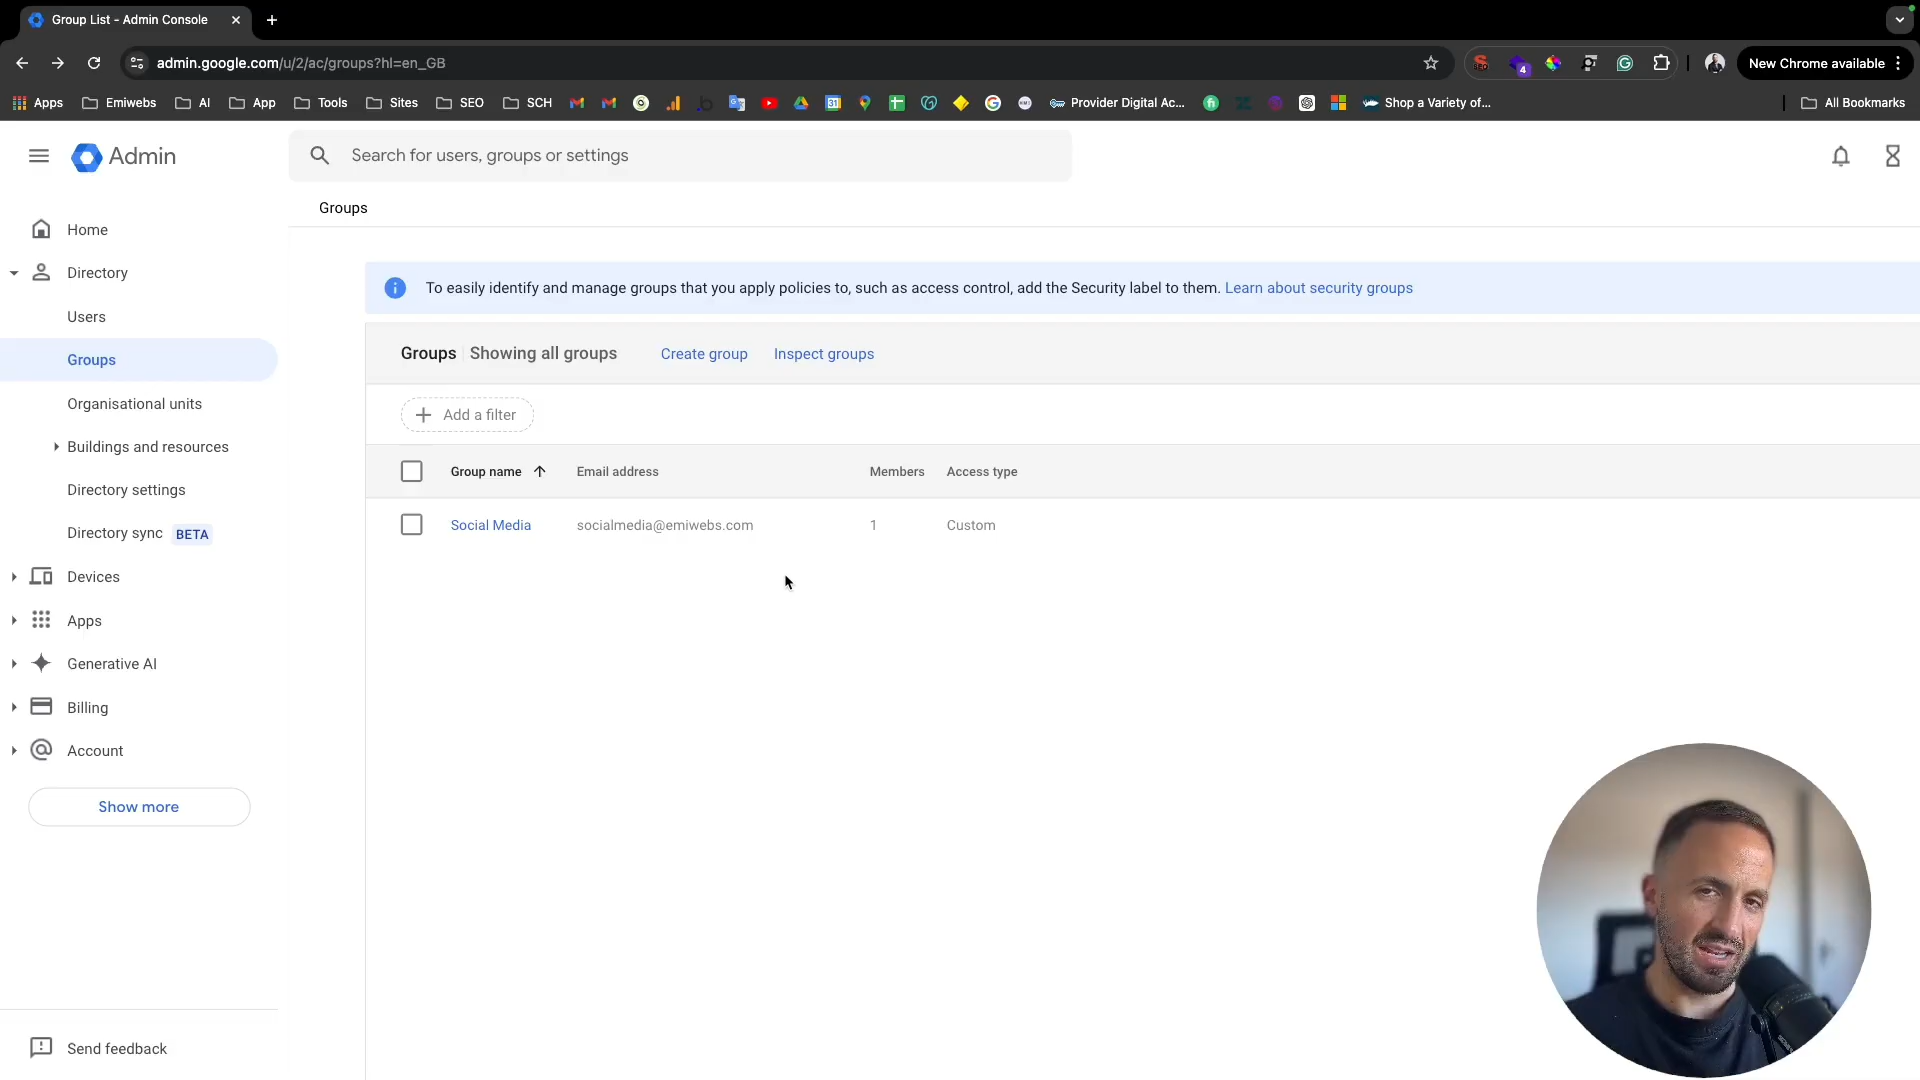 Group List - Admin Console
admin.google.com/u/2/ac/groups?hl=en_GB
4
New Chrome available
Apps
Emiwebs
AI
App
Tools
Sites
SEO
SCH
31
Provider Digital Ac...
Shop a Variety of...
All Bookmarks
Admin
Search for users, groups or settings
Groups
Home
Directory
Users
Groups
Organisational units
Buildings and resources
Directory settings
Directory sync BETA
Devices
Apps
Generative AI
Billing
Account
Show more
Send feedback
To easily identify and manage groups that you apply policies to, such as access control, add the Security label to them. Learn about security groups
Groups Showing all groups Create group Inspect groups
Add a filter
Group name Email address Members Access type
Social Media socialmedia@emiwebs.com 1 Custom